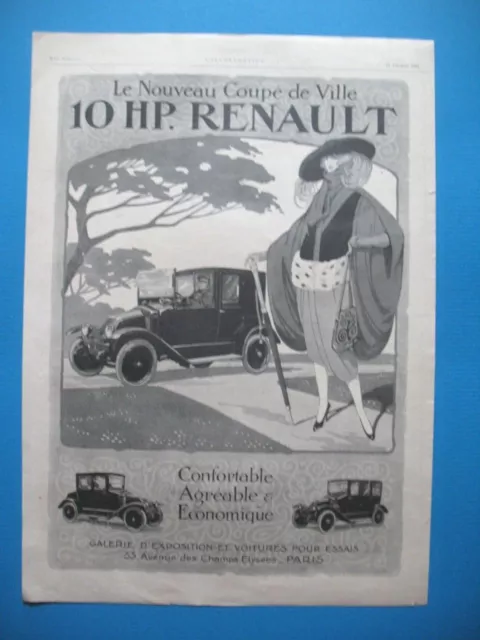 L'ILLUSTRATION
Le Nouveau Coupé de Ville
10 HP. RENAULT
Confortable
Agréable &
Economique
GALERIE D'EXPOSITION ET VOITURES POUR ESSAIS
53 Avenue des Champs Elysées, PARIS